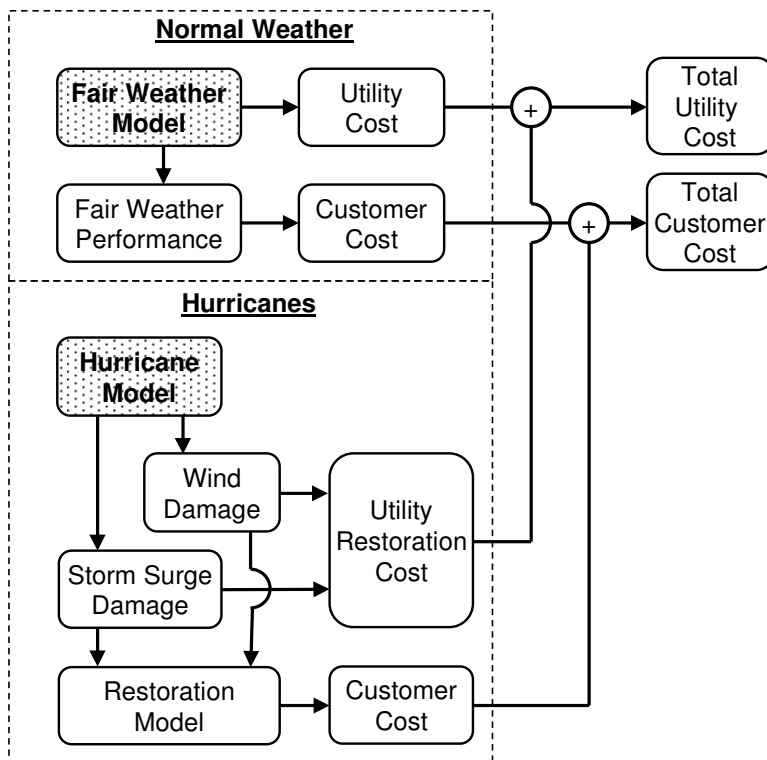 Normal Weather
Fair Weather
Model
Utility
Cost
+
Total
Utility
Cost
Fair Weather
Performance
Customer
Cost
+
Total
Customer
Cost
Hurricanes
Hurricane
Model
Wind
Damage
Utility
Restoration
Cost
Storm Surge
Damage
Restoration
Model
Customer
Cost